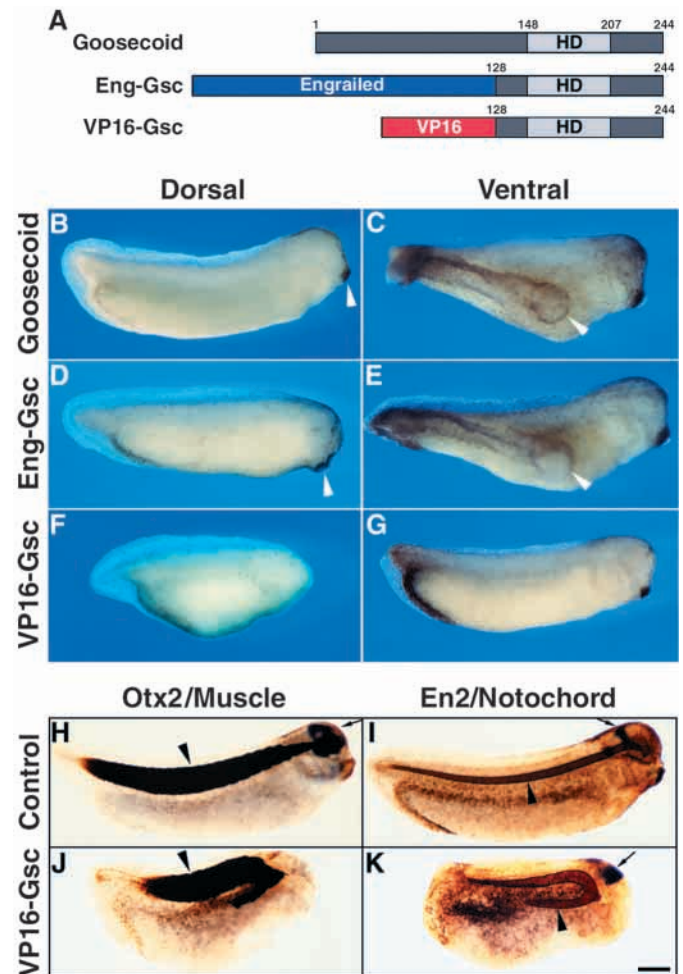 A
1 148 207 244
Goosecoid HD
128 244
Eng-Gsc Engrailed HD
128 244
VP16-Gsc VP16 HD
Dorsal Ventral
Goosecoid
B C
Eng-Gsc
D E
VP16-Gsc
F G
Otx2/Muscle En2/Notochord
Control
H I
VP16-Gsc
J K